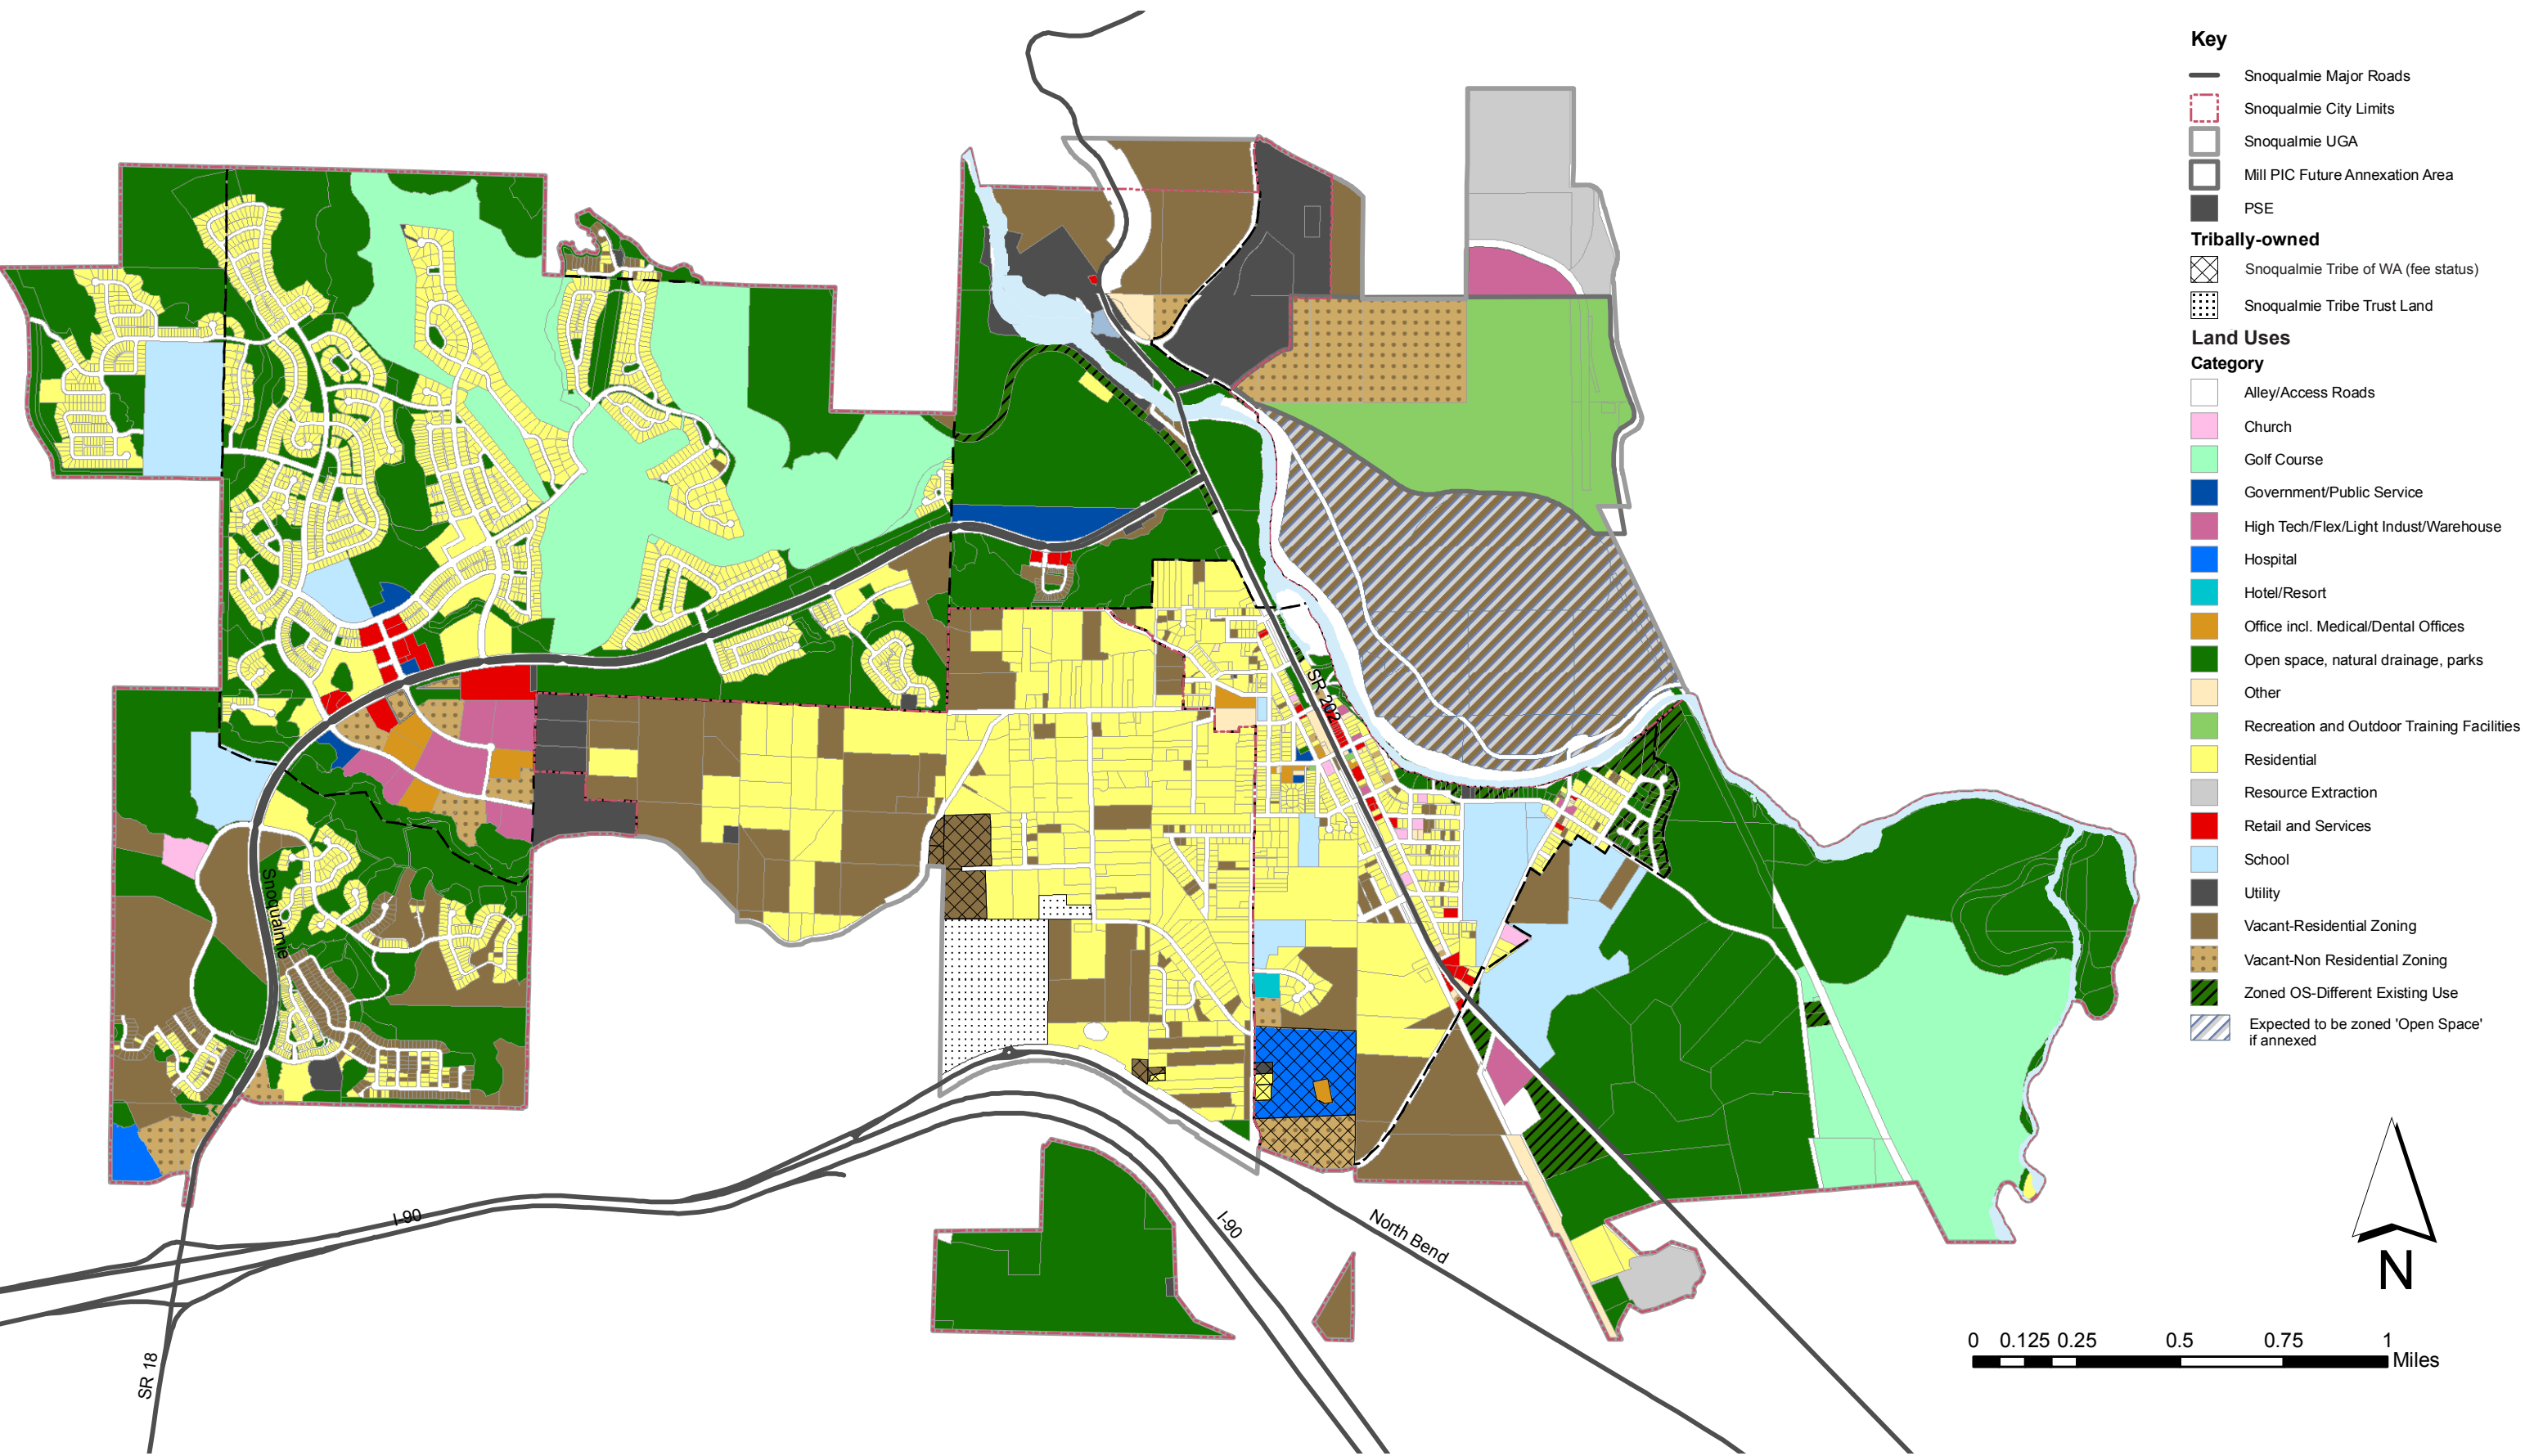 Key
Snoqualmie Major Roads
Snoqualmie City Limits
Snoqualmie UGA
Mill PIC Future Annexation Area
PSE
Tribally-owned
Snoqualmie Tribe of WA (fee status)
Snoqualmie Tribe Trust Land
Land Uses
Category
Alley/Access Roads
Church
Golf Course
Government/Public Service
High Tech/Flex/Light Indust/Warehouse
Hospital
Hotel/Resort
Office incl. Medical/Dental Offices
Open space, natural drainage, parks
Other
Recreation and Outdoor Training Facilities
Residential
Resource Extraction
Retail and Services
School
Utility
Vacant-Residential Zoning
Vacant-Non Residential Zoning
Zoned OS-Different Existing Use
Expected to be zoned 'Open Space'
if annexed
SR 202
Snoqualmie
I-90
I-90
North Bend
SR 18
N
0 0.125 0.25 0.5 0.75 1
Miles